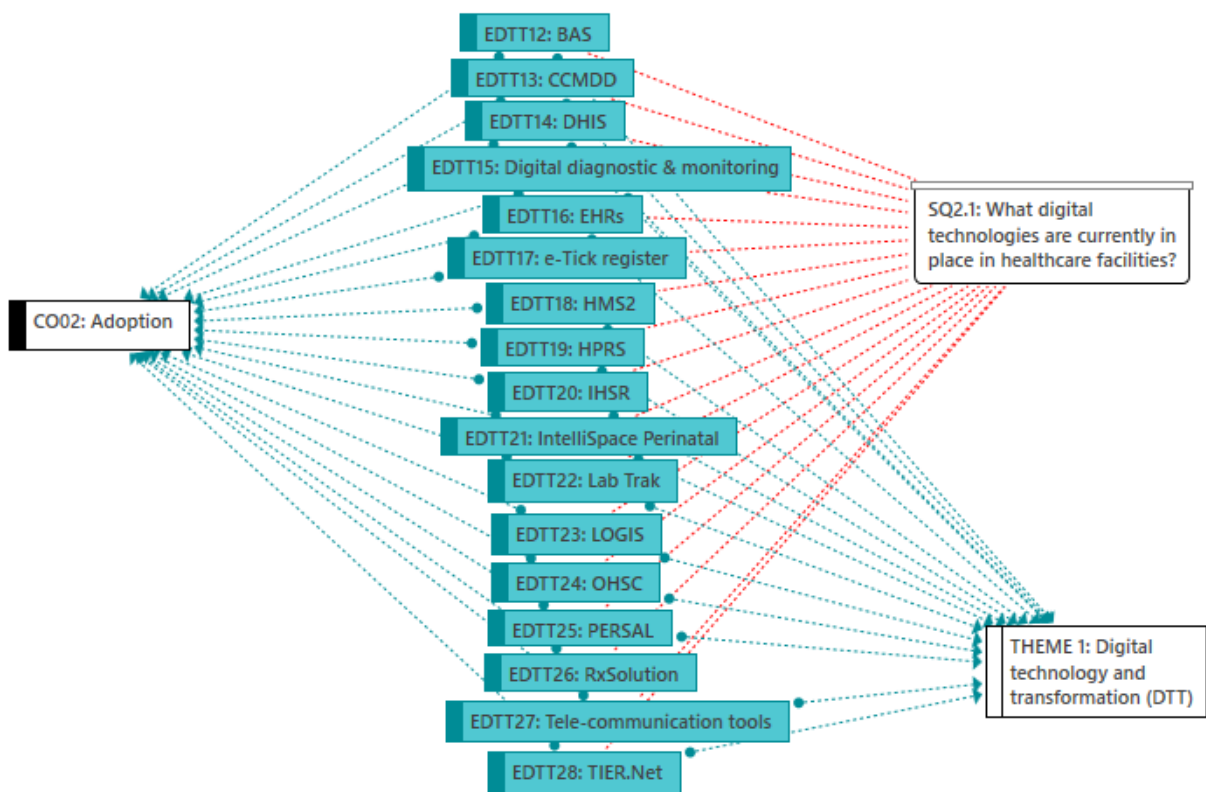 EDTT12: BAS
EDTT13: CCMDD
EDTT14: DHIS
EDTT15: Digital diagnostic & monitoring
EDTT16: EHRs
EDTT17: e-Tick register
EDTT18: HMS2
EDTT19: HPRS
EDTT20: IHSR
EDTT21: IntelliSpace Perinatal
EDTT22: Lab Trak
EDTT23: LOGIS
EDTT24: OHSC
EDTT25: PERSAL
EDTT26: RxSolution
EDTT27: Tele-communication tools
EDTT28: TIER.Net
CO02: Adoption
SQ2.1: What digital
technologies are currently in
place in healthcare facilities?
THEME 1: Digital
technology and
transformation (DTT)